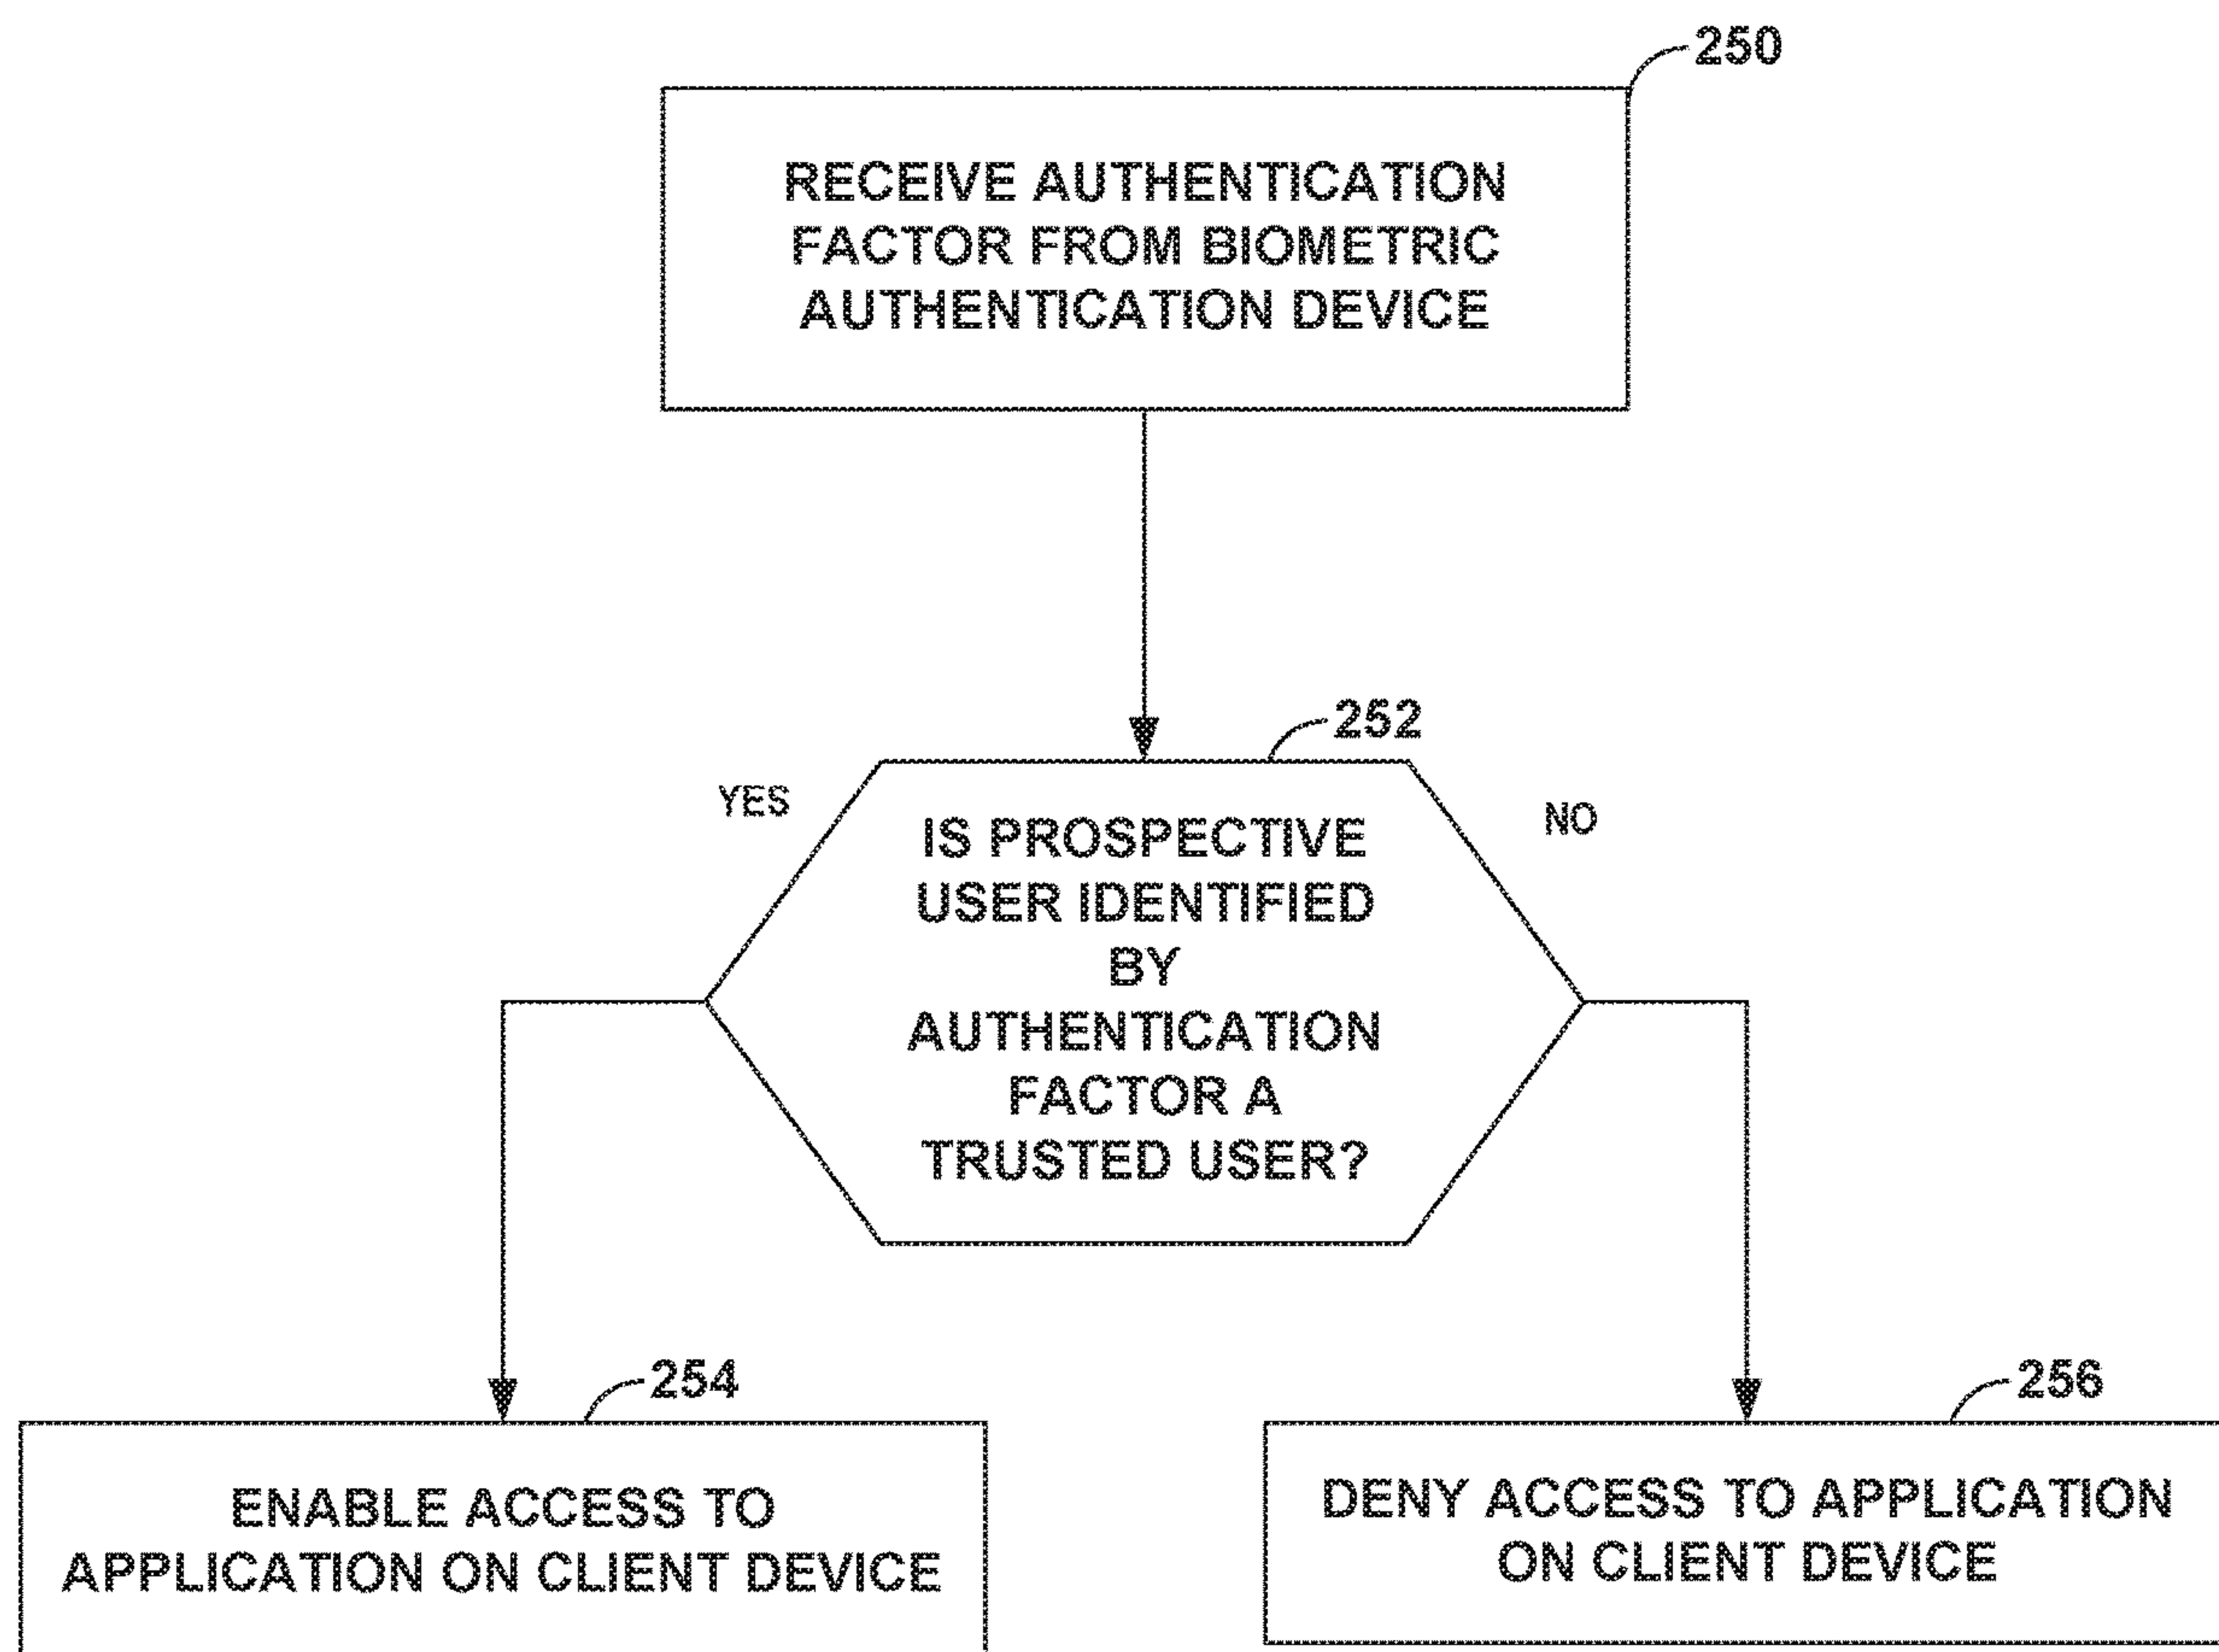 250
RECEIVE AUTHENTICATION
FACTOR FROM BIOMETRIC
AUTHENTICATION DEVICE
252
YES
NO
IS PROSPECTIVE
USER IDENTIFIED
BY
AUTHENTICATION
FACTOR A
TRUSTED USER?
254
ENABLE ACCESS TO
APPLICATION ON CLIENT DEVICE
256
DENY ACCESS TO APPLICATION
ON CLIENT DEVICE